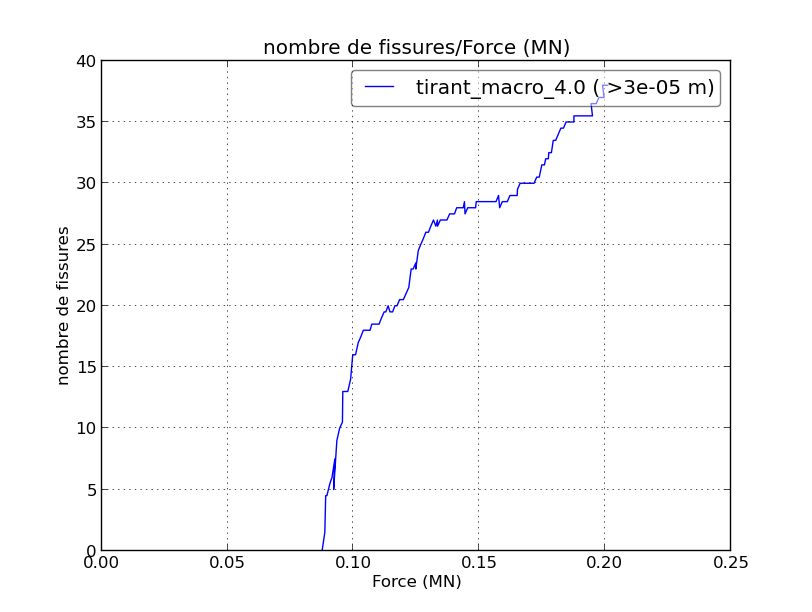 nombre de fissures/Force (MN)
tirant_macro_4.0 ( >3e-05 m)
40
35
30
25
20
15
10
5
0
nombre de fissures
0.00 0.05 0.10 0.15 0.20 0.25
Force (MN)